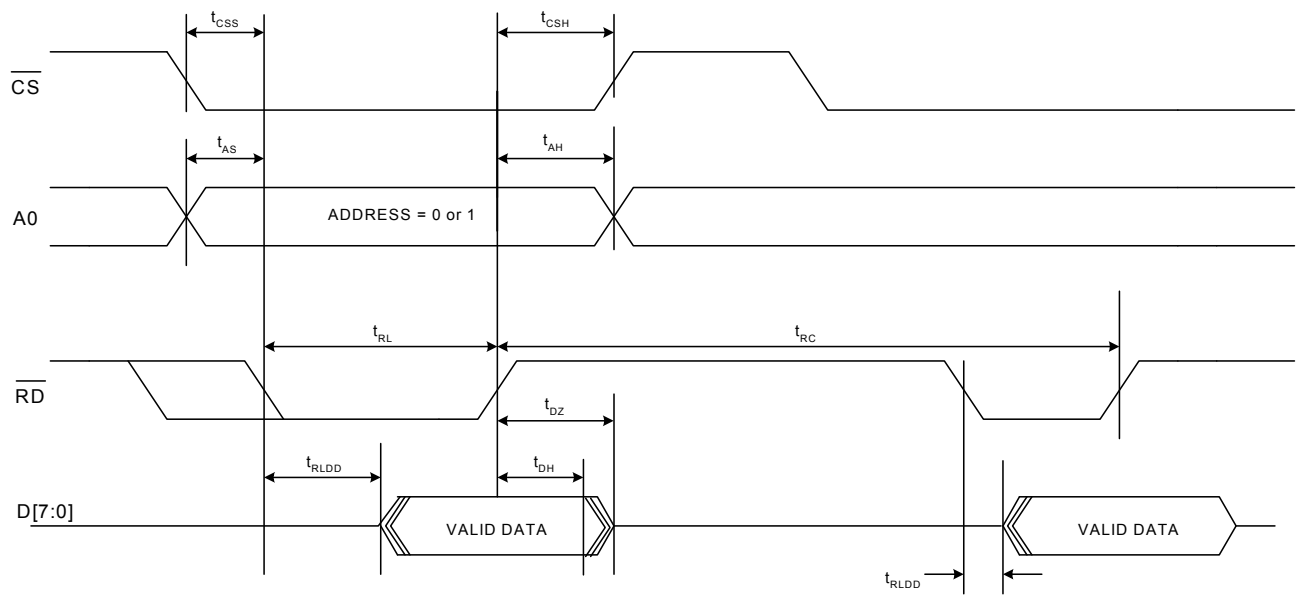 tCSS
tCSH
CS
tAS
tAH
A0
ADDRESS = 0 or 1
tRL
tRC
RD
tDZ
tRLDD
tDH
D[7:0]
VALID DATA
VALID DATA
tRLDD